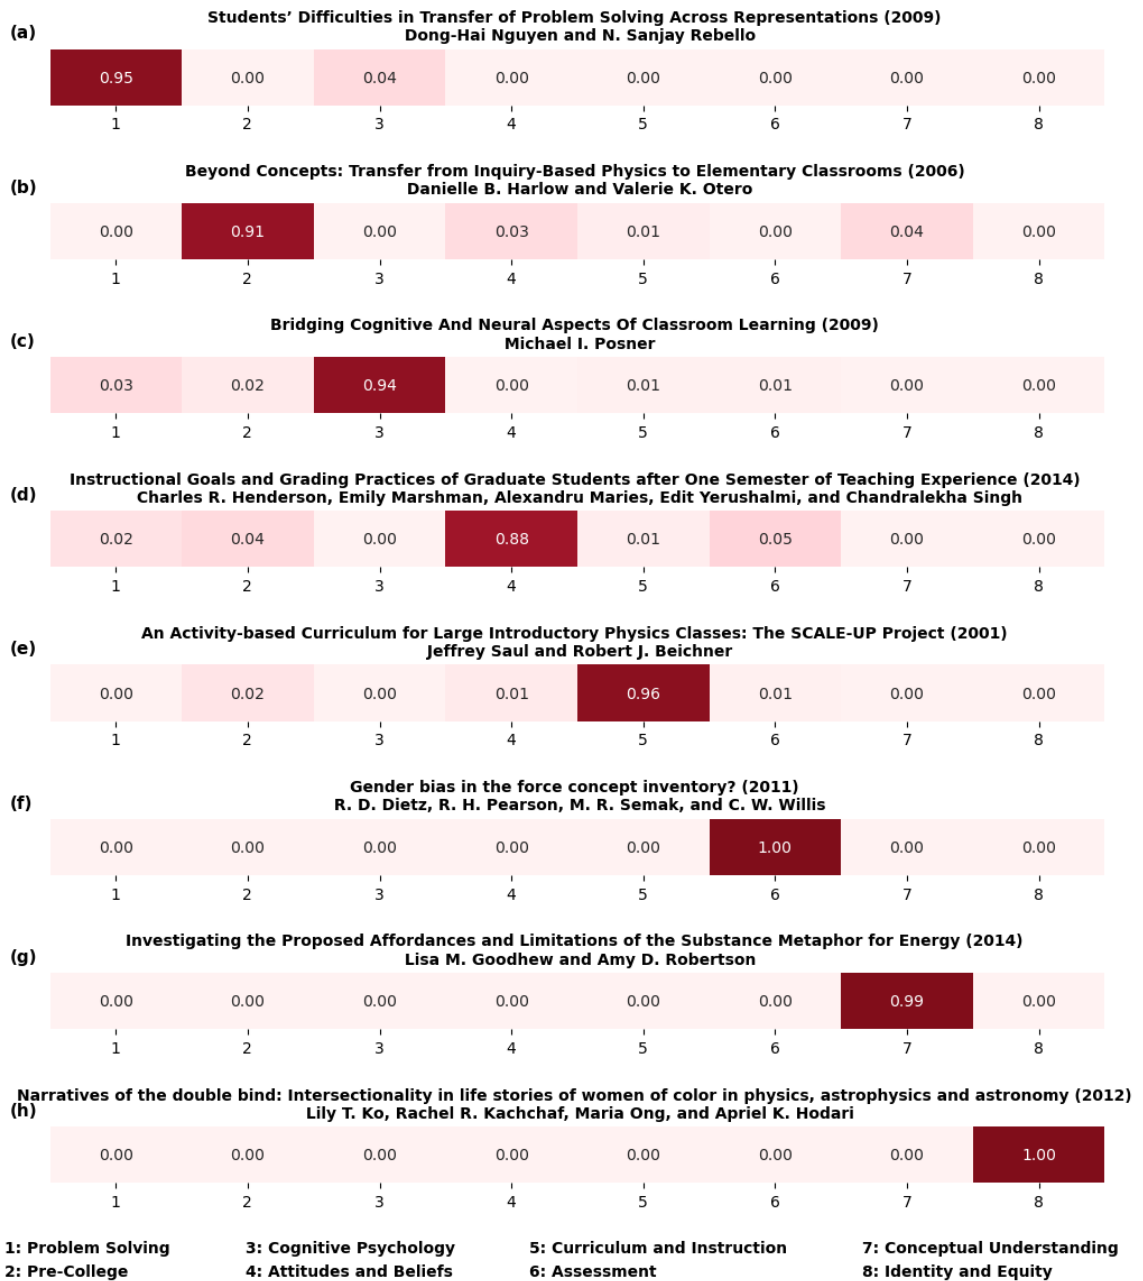 Students’ Difficulties in Transfer of Problem Solving Across Representations (2009)
(a)
Dong-Hai Nguyen and N. Sanjay Rebello
0.95 0.00 0.04 0.00 0.00 0.00 0.00 0.00
1 2 3 4 5 6 7 8
Beyond Concepts: Transfer from Inquiry-Based Physics to Elementary Classrooms (2006)
(b)
Danielle B. Harlow and Valerie K. Otero
0.00 0.91 0.00 0.03 0.01 0.00 0.04 0.00
1 2 3 4 5 6 7 8
Bridging Cognitive And Neural Aspects Of Classroom Learning (2009)
(c)
Michael I. Posner
0.03 0.02 0.94 0.00 0.01 0.01 0.00 0.00
1 2 3 4 5 6 7 8
Instructional Goals and Grading Practices of Graduate Students after One Semester of Teaching Experience (2014)
(d)
Charles R. Henderson, Emily Marshman, Alexandru Maries, Edit Yerushalmi, and Chandralekha Singh
0.02 0.04 0.00 0.88 0.01 0.05 0.00 0.00
1 2 3 4 5 6 7 8
An Activity-based Curriculum for Large Introductory Physics Classes: The SCALE-UP Project (2001)
(e)
Jeffrey Saul and Robert J. Beichner
0.00 0.02 0.00 0.01 0.96 0.01 0.00 0.00
1 2 3 4 5 6 7 8
Gender bias in the force concept inventory? (2011)
(f)
R. D. Dietz, R. H. Pearson, M. R. Semak, and C. W. Willis
0.00 0.00 0.00 0.00 0.00 1.00 0.00 0.00
1 2 3 4 5 6 7 8
Investigating the Proposed Affordances and Limitations of the Substance Metaphor for Energy (2014)
(g)
Lisa M. Goodhew and Amy D. Robertson
0.00 0.00 0.00 0.00 0.00 0.00 0.99 0.00
1 2 3 4 5 6 7 8
Narratives of the double bind: Intersectionality in life stories of women of color in physics, astrophysics and astronomy (2012)
(h)
Lily T. Ko, Rachel R. Kachchaf, Maria Ong, and Apriel K. Hodari
0.00 0.00 0.00 0.00 0.00 0.00 0.00 1.00
1 2 3 4 5 6 7 8
1: Problem Solving 3: Cognitive Psychology 5: Curriculum and Instruction 7: Conceptual Understanding
2: Pre-College 4: Attitudes and Beliefs 6: Assessment 8: Identity and Equity